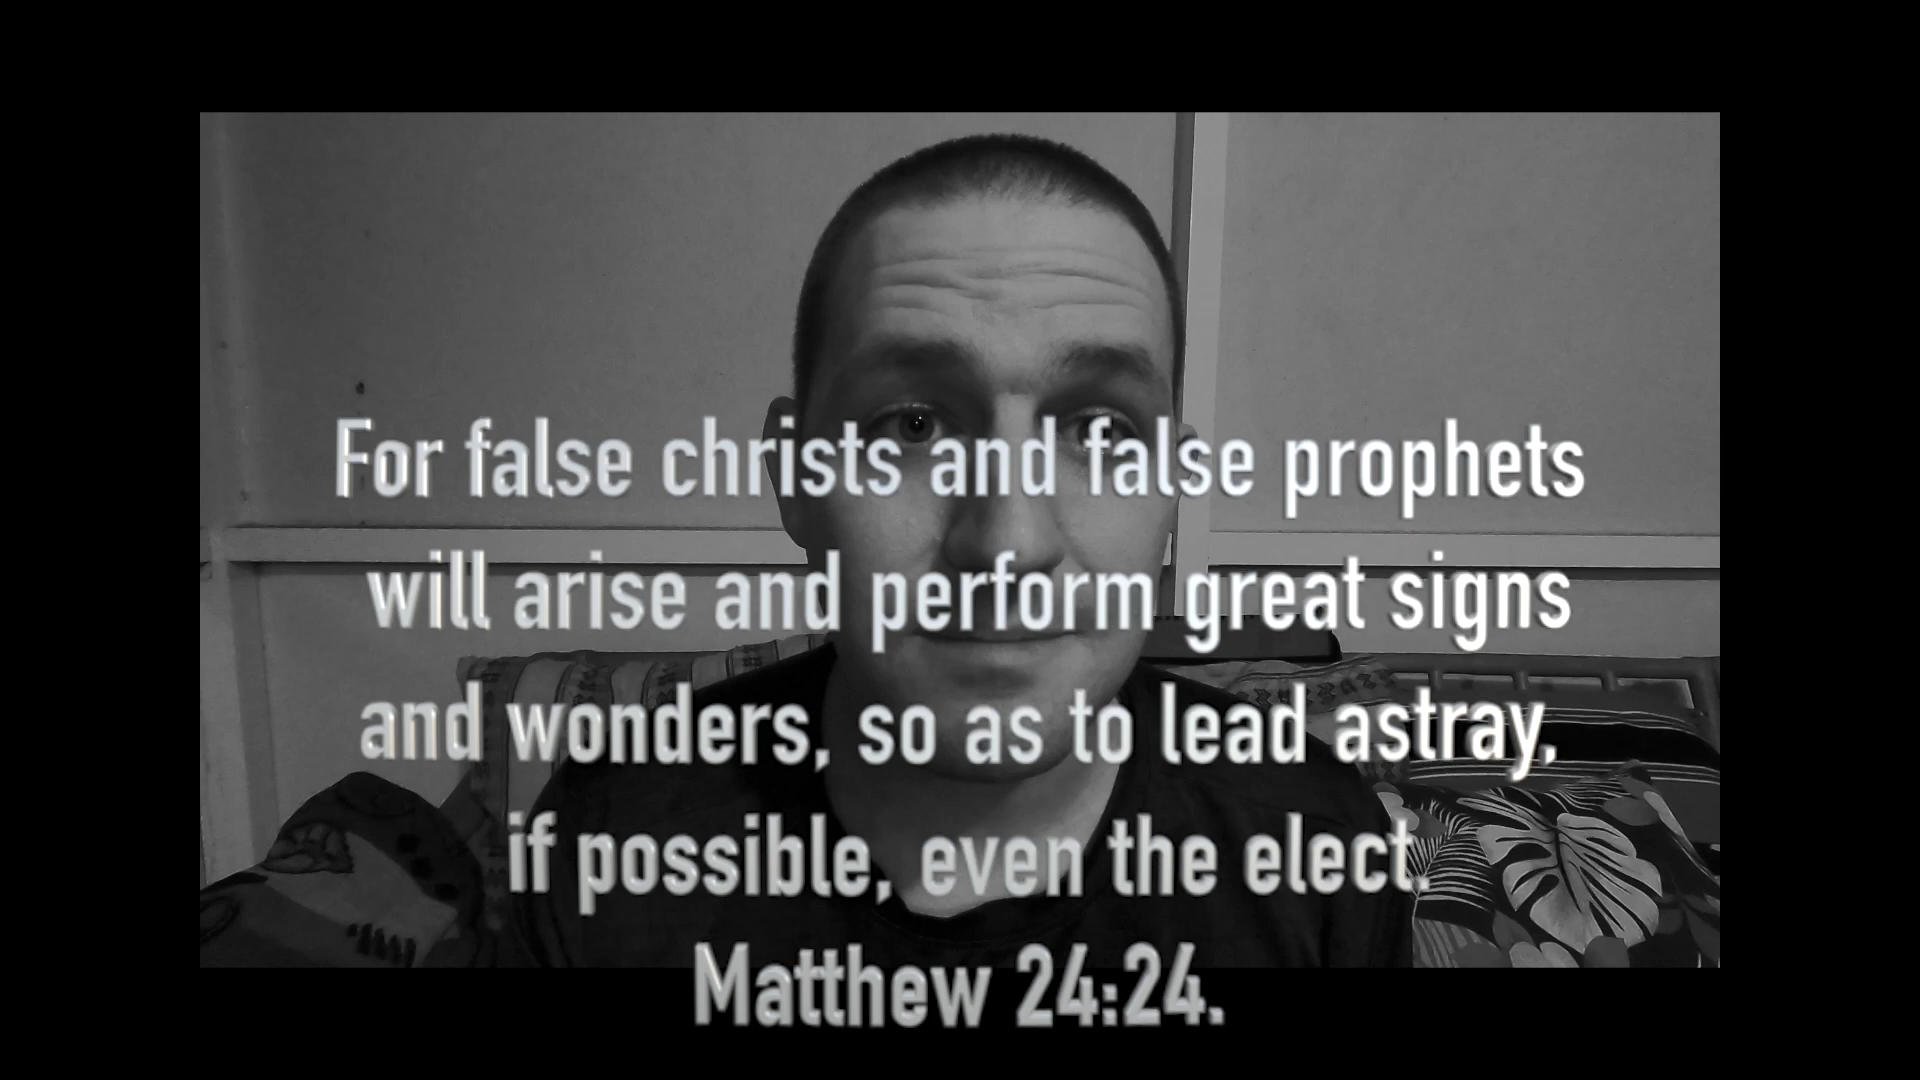 For false christs and false prophets
will arise and perform great signs
and wonders, so as to lead astray,
if possible, even the elect.
Matthew 24:24.